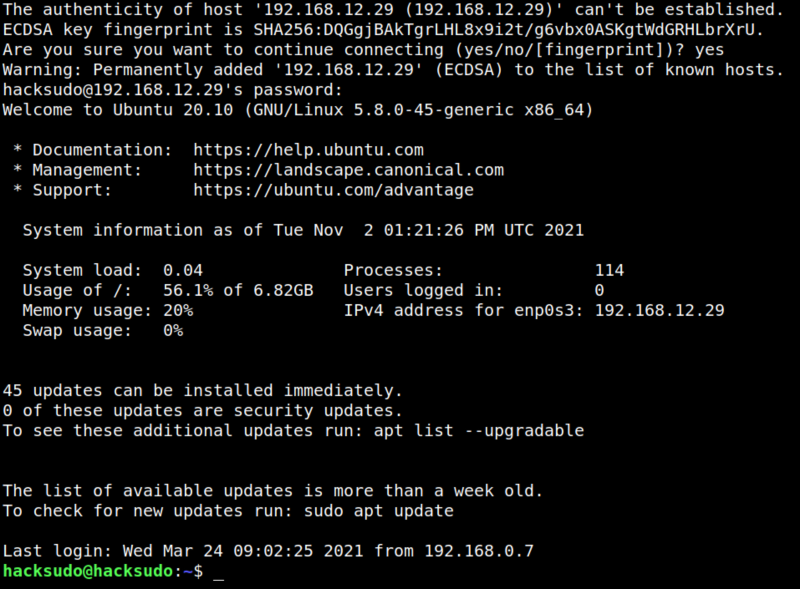 The authenticity of host '192.168.12.29 (192.168.12.29)' can't be established.
ECDSA key fingerprint is SHA256:DQGgjBAkTgrLHL8x9i2t/g6vbx0ASKgtWdGRHLbrXrU.
Are you sure you want to continue connecting (yes/no/[fingerprint])? yes
Warning: Permanently added '192.168.12.29' (ECDSA) to the list of known hosts.
hacksudo@192.168.12.29's password:
Welcome to Ubuntu 20.10 (GNU/Linux 5.8.0-45-generic x86_64)

 * Documentation:  https://help.ubuntu.com
 * Management:     https://landscape.canonical.com
 * Support:        https://ubuntu.com/advantage

  System information as of Tue Nov  2 01:21:26 PM UTC 2021

  System load:  0.04              Processes:               114
  Usage of /:   56.1% of 6.82GB   Users logged in:         0
  Memory usage: 20%               IPv4 address for enp0s3: 192.168.12.29
  Swap usage:   0%

45 updates can be installed immediately.
0 of these updates are security updates.
To see these additional updates run: apt list --upgradable

The list of available updates is more than a week old.
To check for new updates run: sudo apt update

Last login: Wed Mar 24 09:02:25 2021 from 192.168.0.7
hacksudo@hacksudo:~$ _